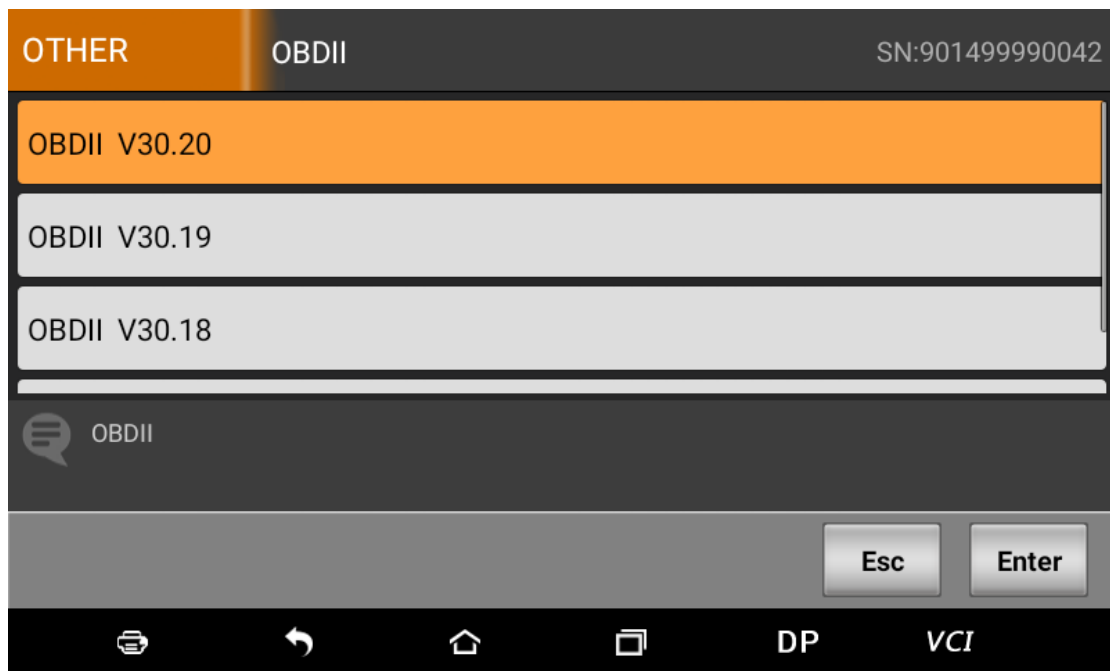 OTHER OBDII SN:901499990042
OBDII V30.20
OBDII V30.19
OBDII V30.18
OBDII
Esc Enter
DP VCI